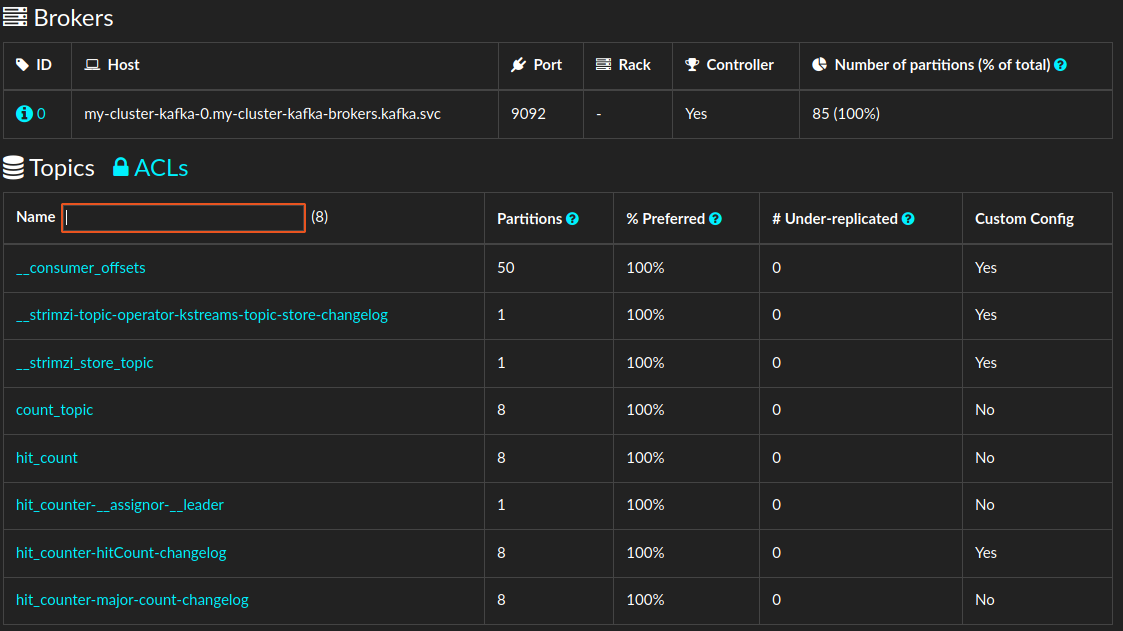 Brokers
ID Host Port Rack Controller Number of partitions (% of total)
0 my-cluster-kafka-0.my-cluster-kafka-brokers.kafka.svc 9092 - Yes 85 (100%)
Topics ACLs
Name (8) Partitions % Preferred # Under-replicated Custom Config
__consumer_offsets 50 100% 0 Yes
__strimzi-topic-operator-kstreams-topic-store-changelog 1 100% 0 Yes
__strimzi_store_topic 1 100% 0 Yes
count_topic 8 100% 0 No
hit_count 8 100% 0 No
hit_counter-__assignor-__leader 1 100% 0 No
hit_counter-hitCount-changelog 8 100% 0 Yes
hit_counter-major-count-changelog 8 100% 0 No